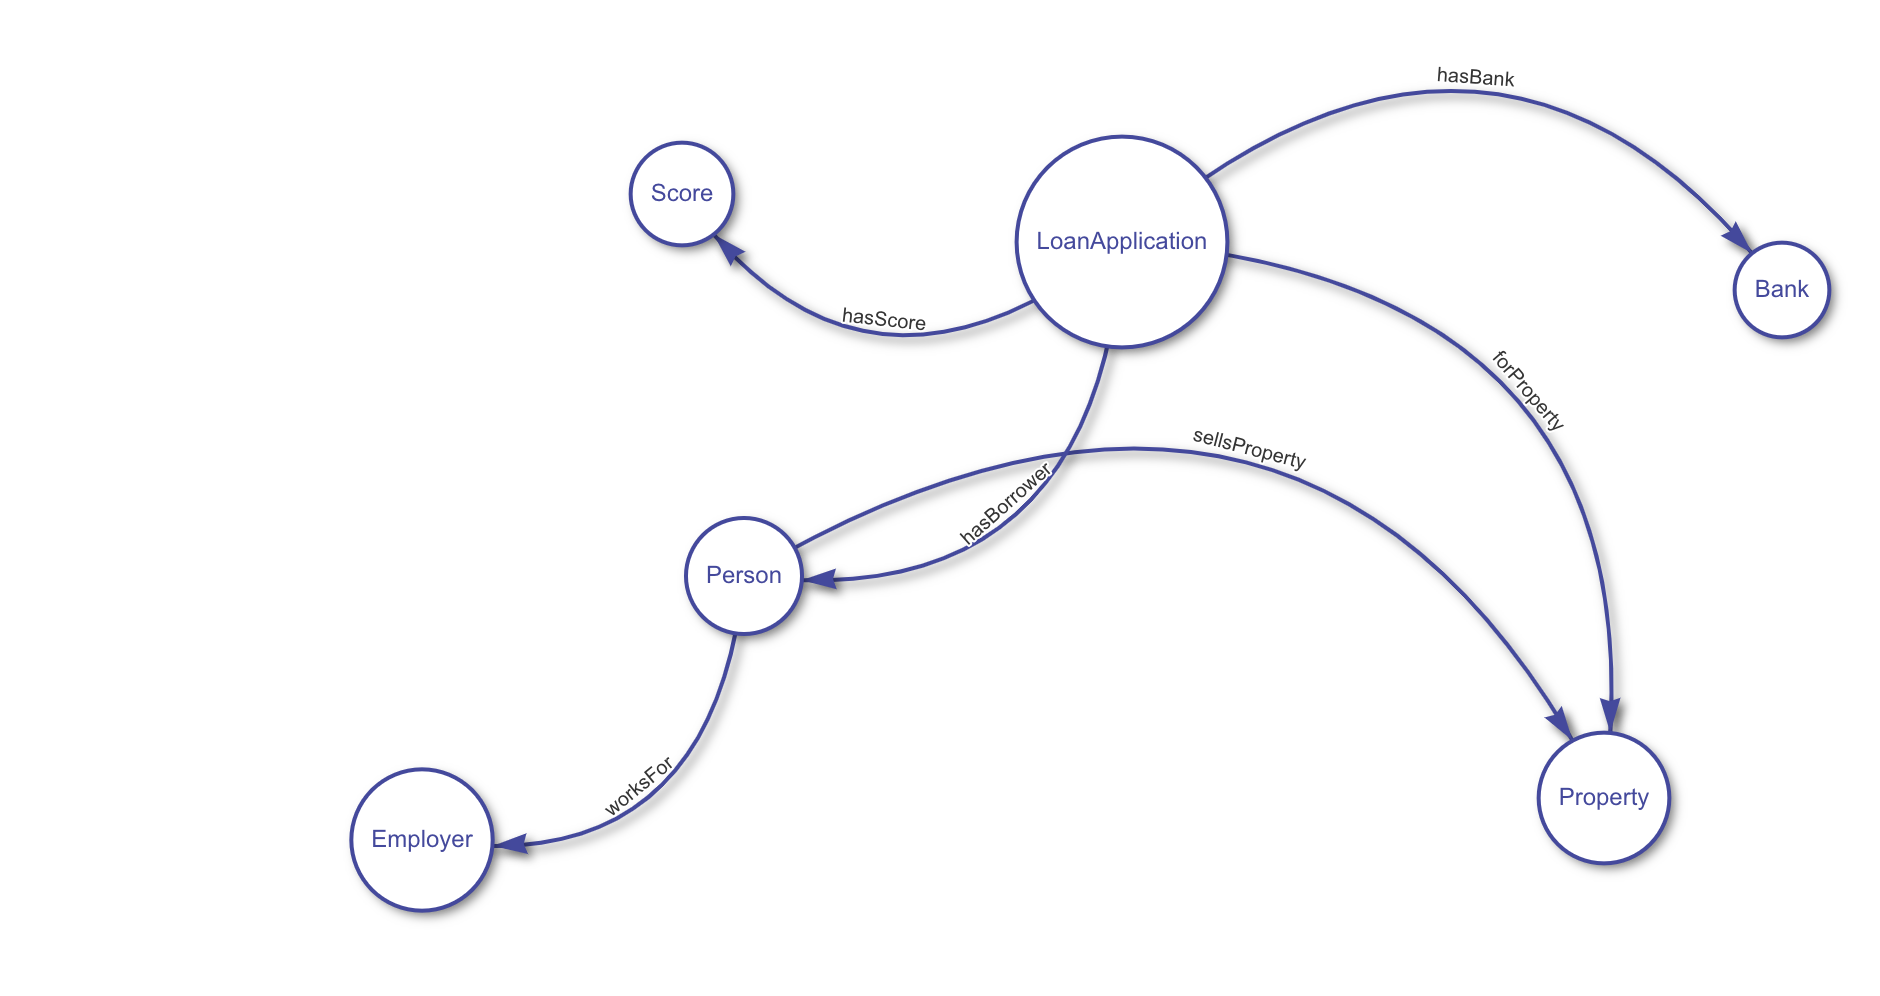 hasBank
Score
LoanApplication
Bank
hasScore
forProperty
sellsProperty
hasBorrower
Person
worksFor
Property
Employer